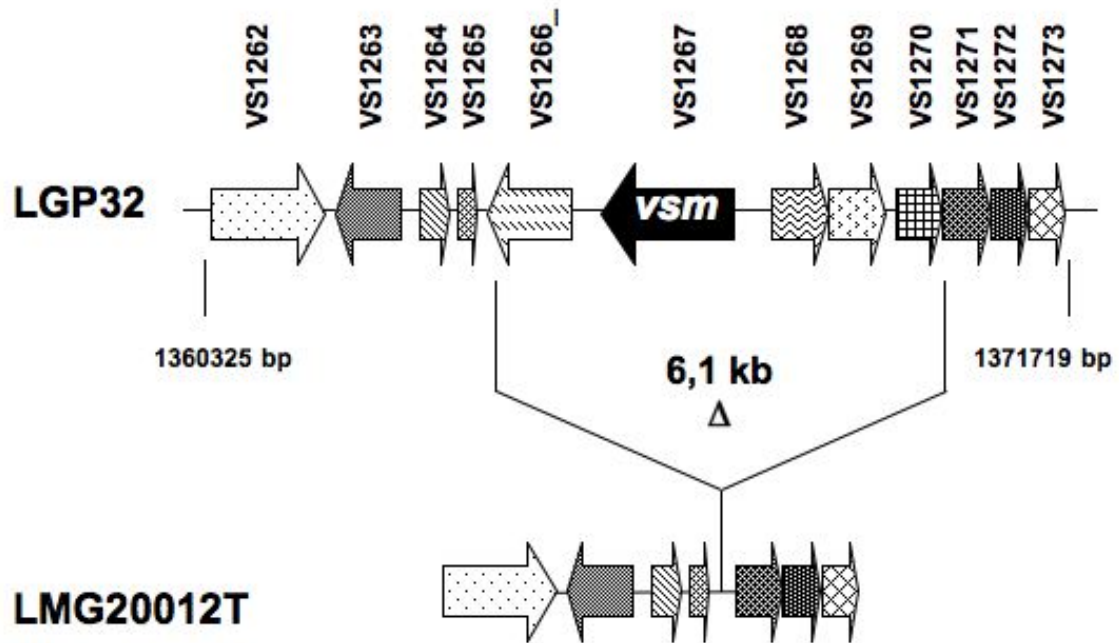 VS1262
VS1263
VS1264
VS1265
VS1266_
VS1267
VS1268
VS1269
VS1270
VS1271
VS1272
VS1273
LGP32
vsm
1360325 bp
1371719 bp
6,1 kb
Δ
LMG20012T